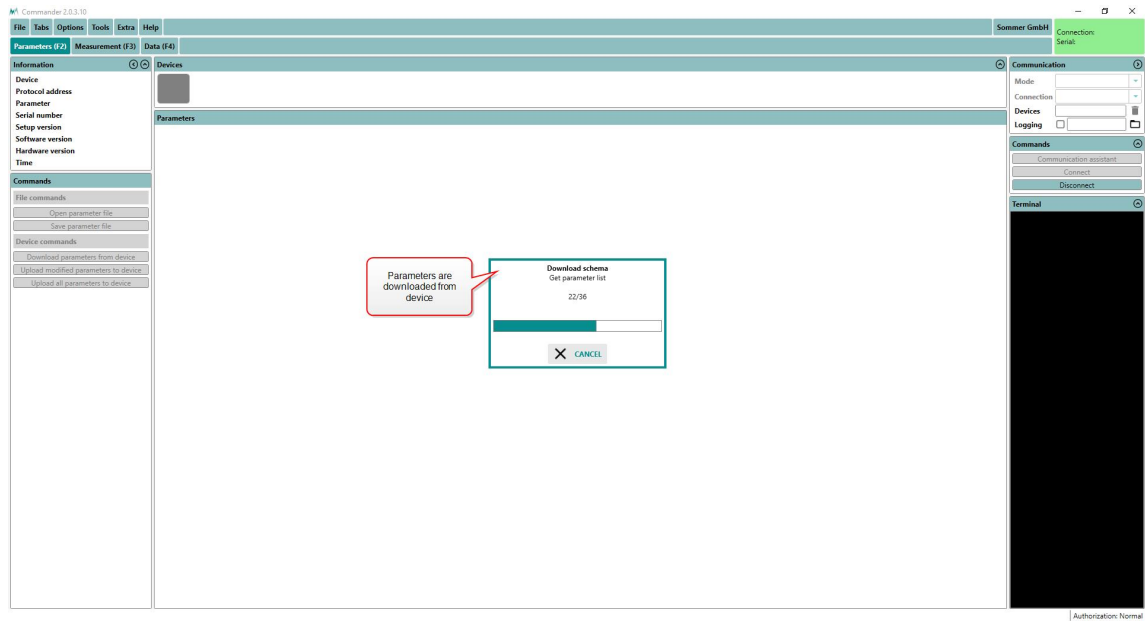 Commander 2.0.3.10
File Tabs Options Tools Extra Help
Sommer GmbH
Connection:
Serial:
Parameters (F2) Measurement (F3) Data (F4)
Information
Device
Protocol address
Parameter
Serial number
Setup version
Software version
Hardware version
Time
Commands
File commands
Open parameter file
Save parameter file
Device commands
Download parameters from device
Upload modified parameters to device
Upload all parameters to device
Devices
Parameters
Parameters are
downloaded from
device
Download schema
Get parameter list
22/36
CANCEL
Communication
Mode
Connection
Devices
Logging
Commands
Communication assistant
Connect
Disconnect
Terminal
Authorization: Normal